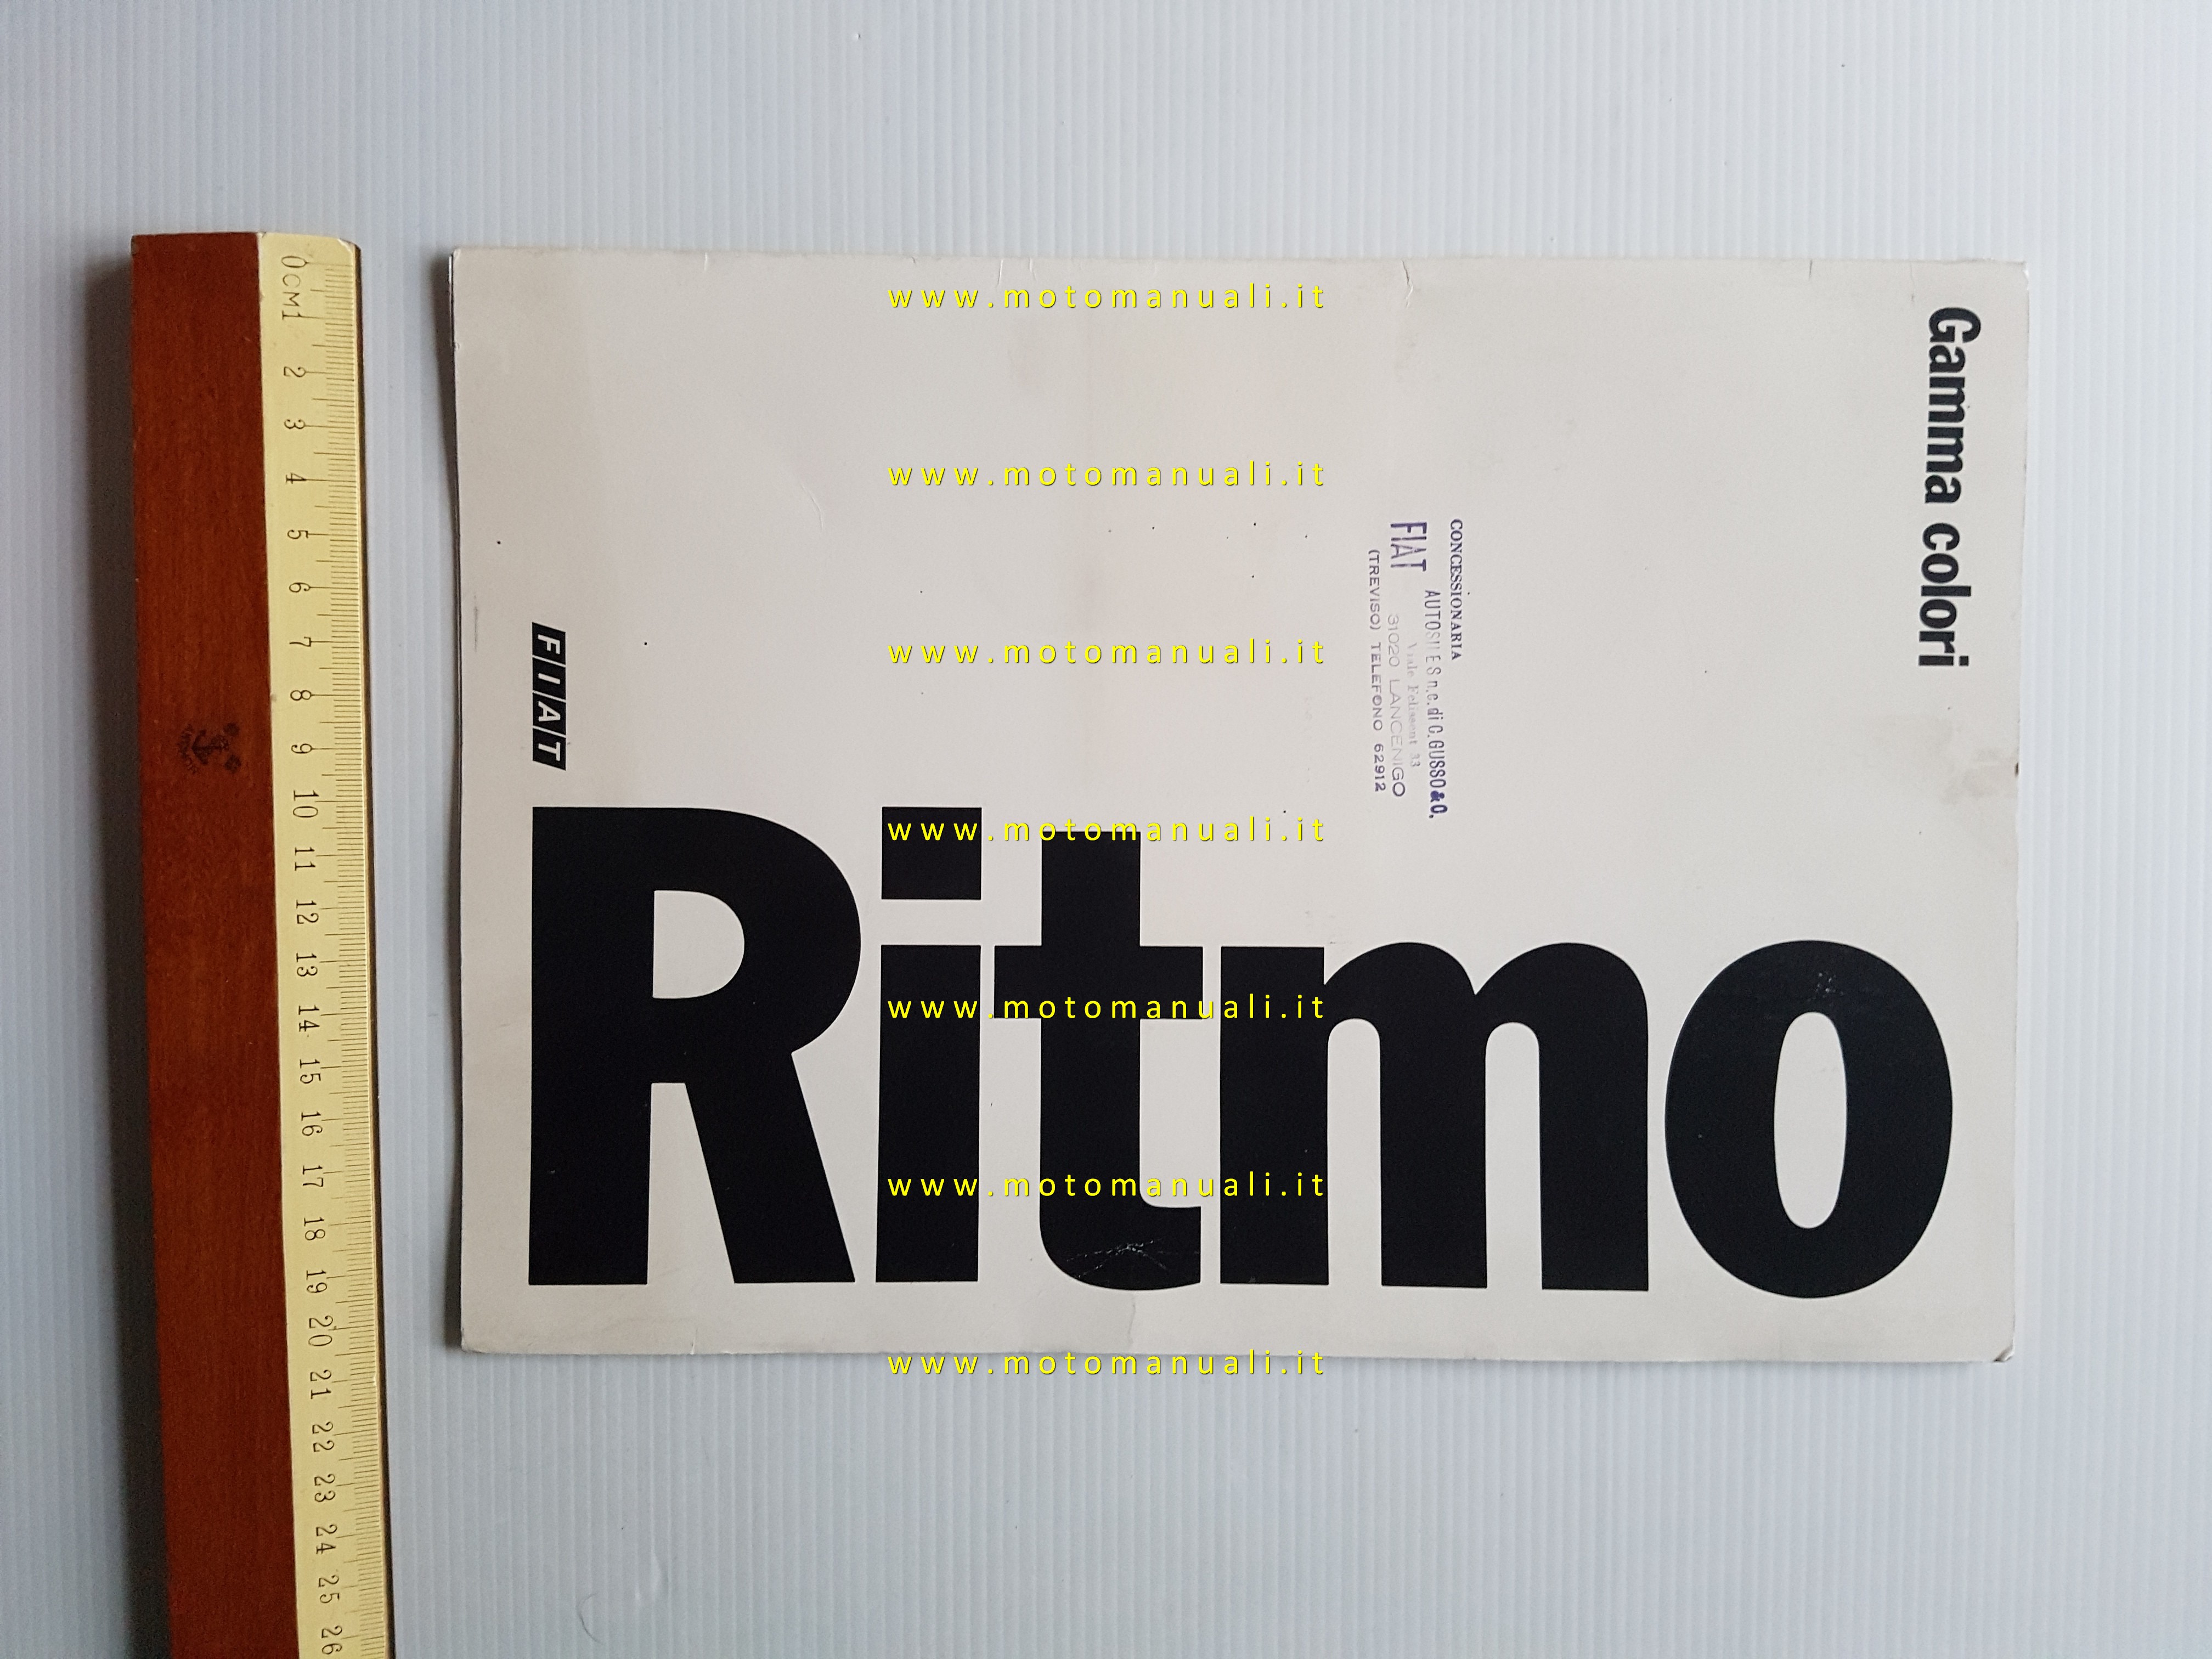 Gamma colori
CONCESSIONARIA
AUTOSILE S.n.c. di G. GUSSO & C.
FIAT Viale Felissent 33
31020 LANCENIGO
(TREVISO) TELEFONO 62912
FIAT
Ritmo
www.motomanuali.it
www.motomanuali.it
www.motomanuali.it
www.motomanuali.it
www.motomanuali.it
www.motomanuali.it
www.motomanuali.it
0CM1
2
3
4
5
6
7
8
9
10
11
12
13
14
15
16
17
18
19
20
21
22
23
24
25
26